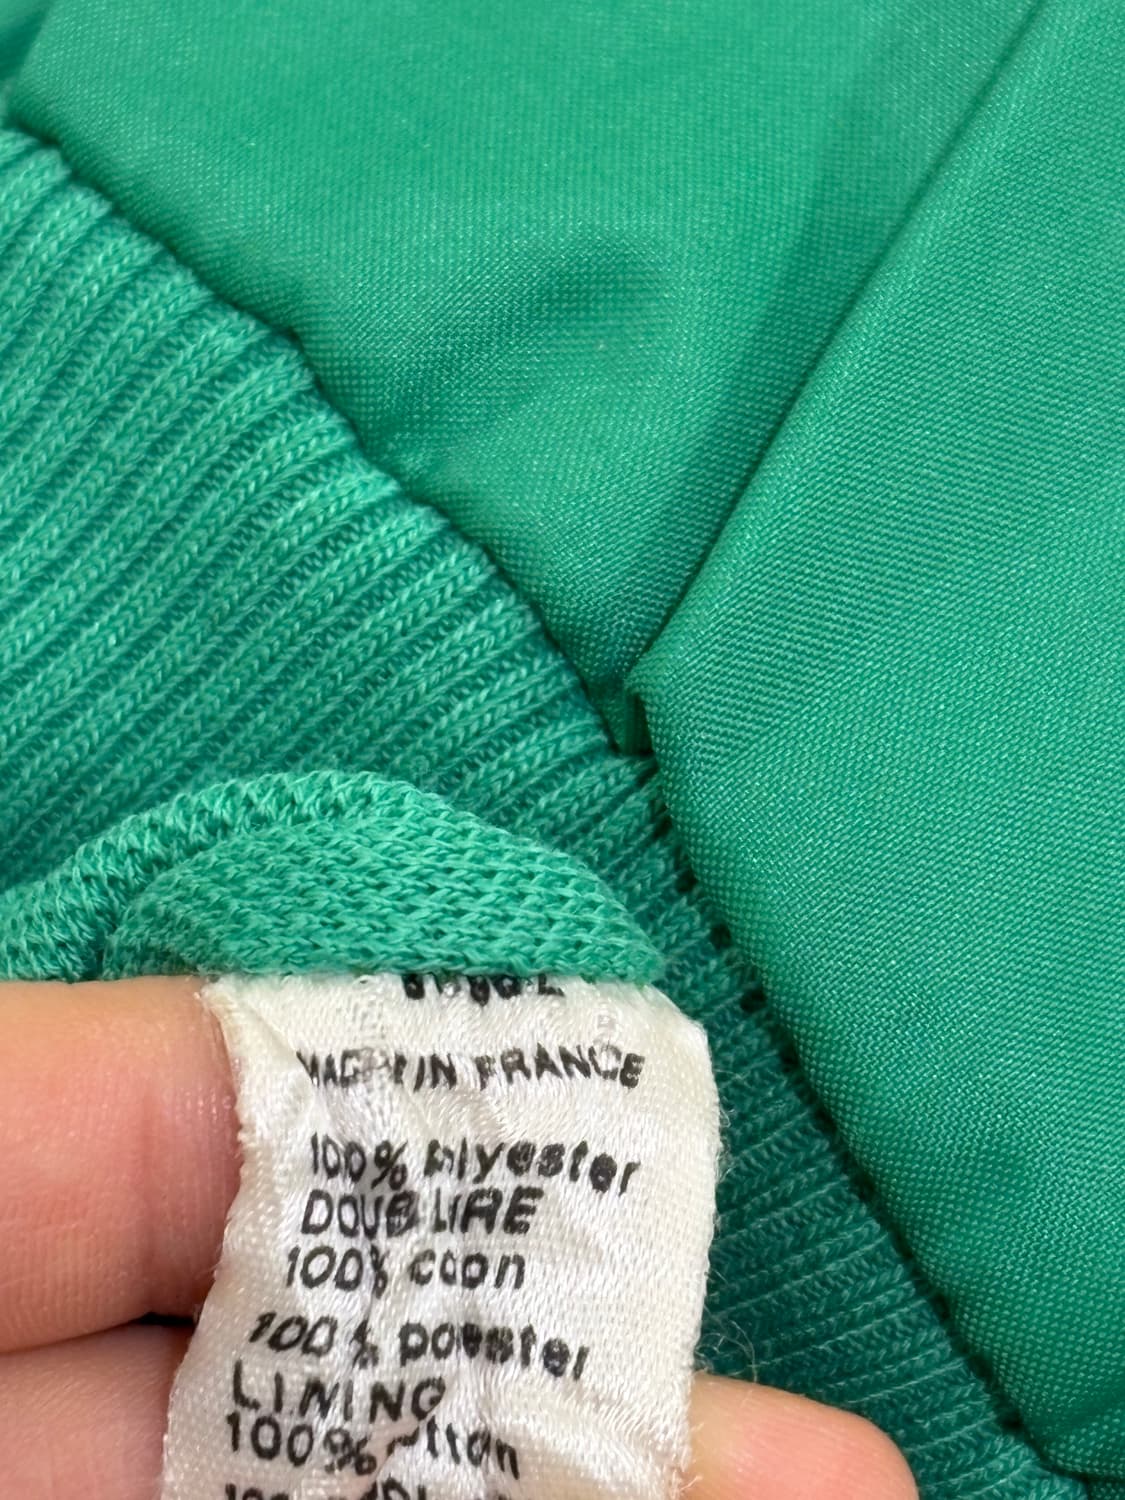 MADE IN FRANCE
100% polyester
DOUBLURE
100% coton
100% polyester
LINING
100% cotton